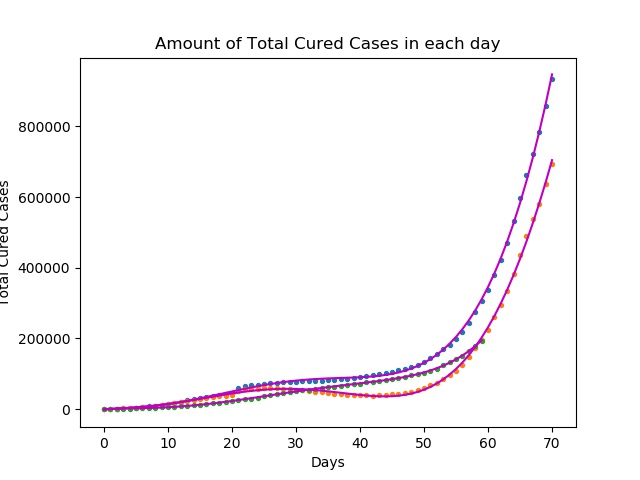 Amount of Total Cured Cases in each day
800000
600000
400000
200000
0
Total Cured Cases
0 10 20 30 40 50 60 70
Days